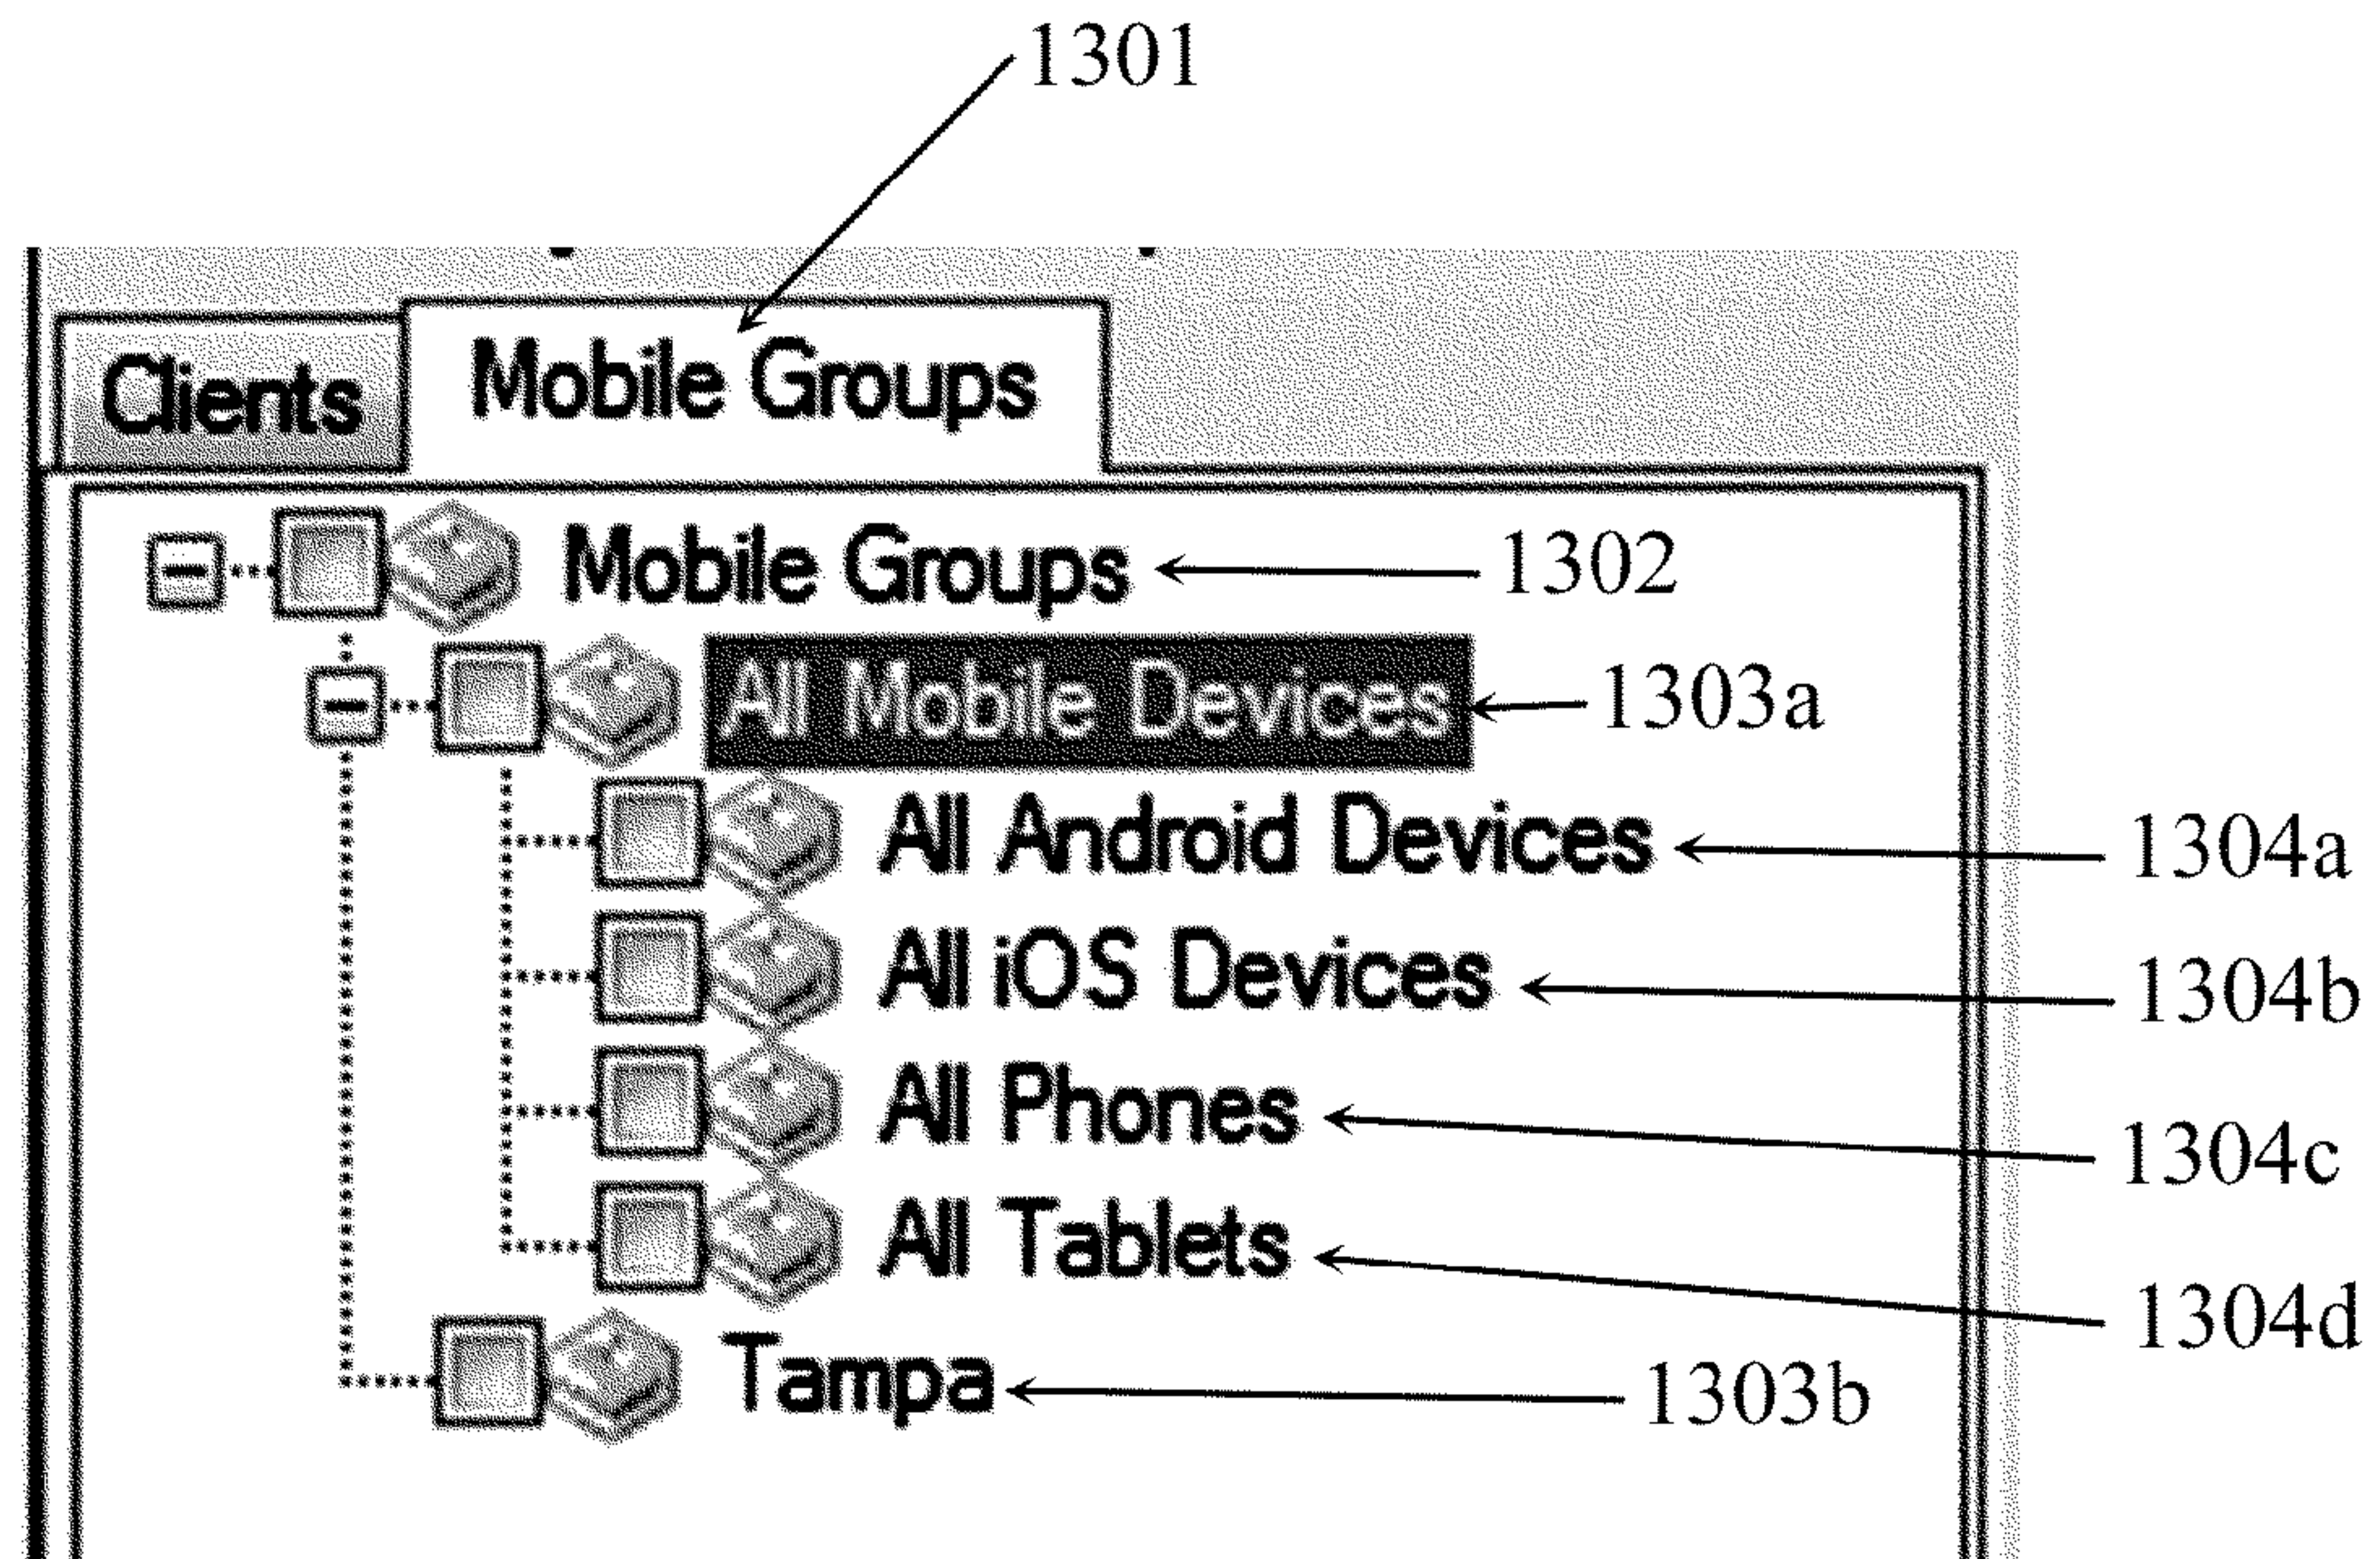 1301
Clients Mobile Groups
Mobile Groups 1302
All Mobile Devices 1303a
All Android Devices 1304a
All iOS Devices 1304b
All Phones 1304c
All Tablets 1304d
Tampa 1303b